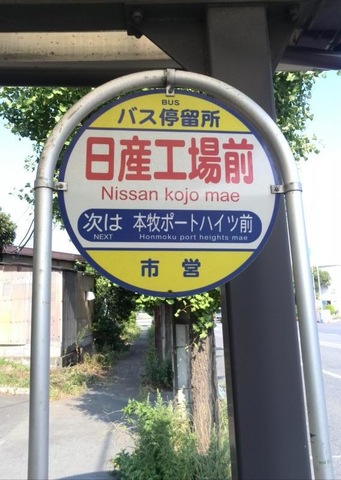 BUS
バス停留所
日産工場前
Nissan kojo mae
次は 本牧ポートハイツ前
NEXT Honmoku port heights mae
市営